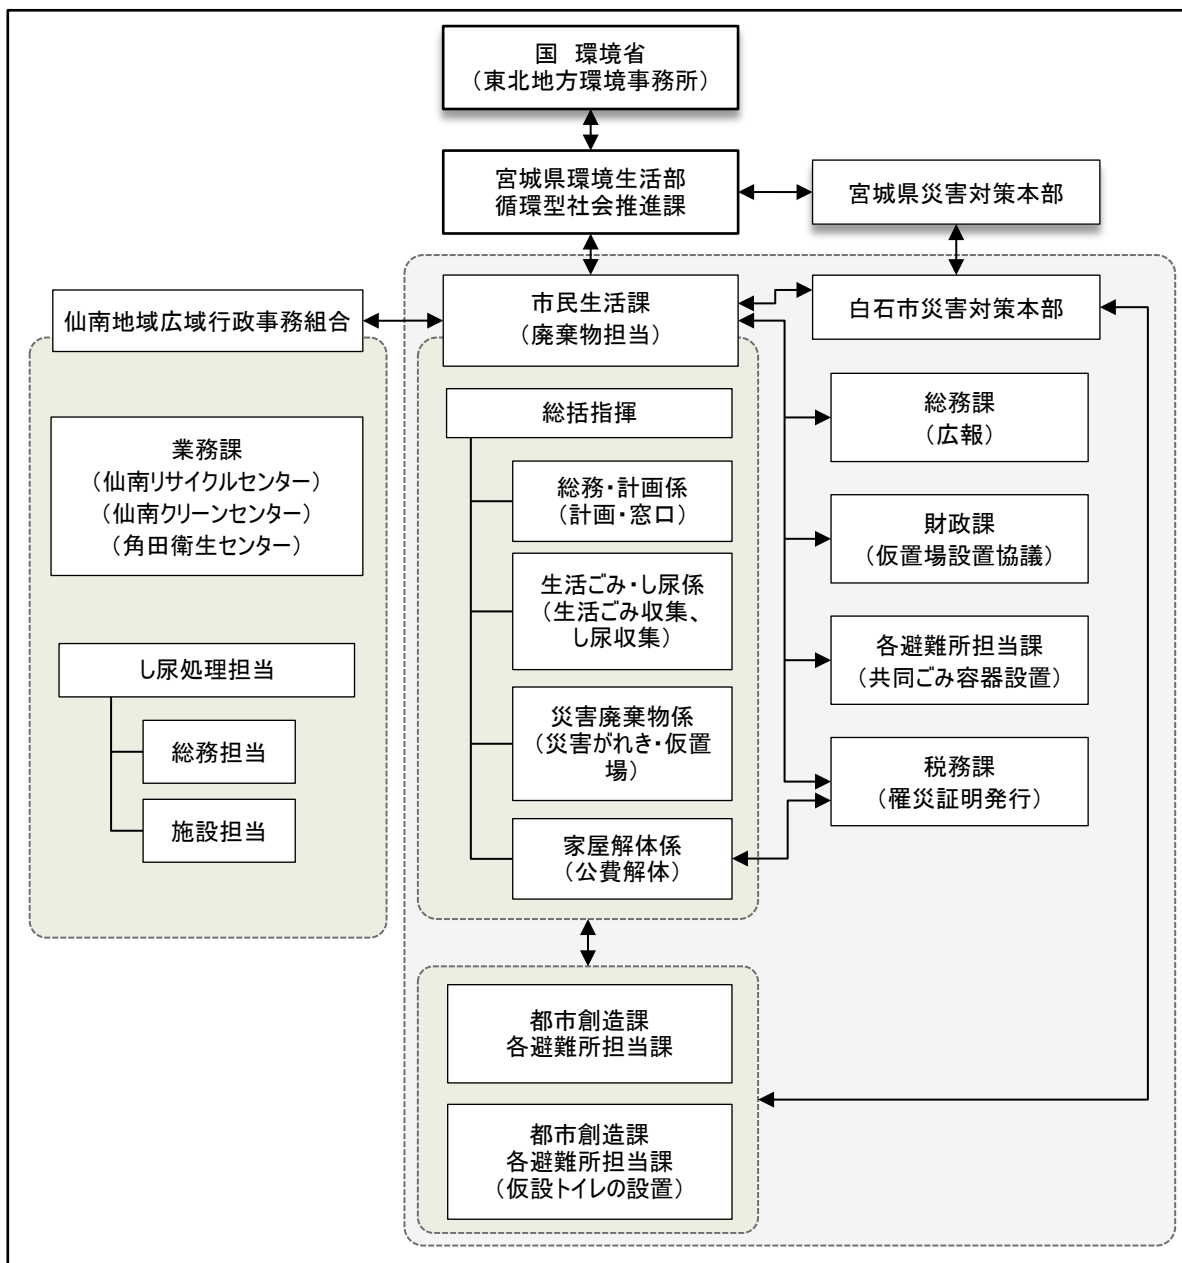 国 環境省
（東北地方環境事務所）
宮城県環境生活部
循環型社会推進課
宮城県災害対策本部
仙南地域広域行政事務組合
市民生活課
（廃棄物担当）
白石市災害対策本部
業務課
（仙南リサイクルセンター）
（仙南クリーンセンター）
（角田衛生センター）
し尿処理担当
総務担当
施設担当
総括指揮
総務・計画係
（計画・窓口）
生活ごみ・し尿係
（生活ごみ収集、
し尿収集）
災害廃棄物係
（災害がれき・仮置
場）
家屋解体係
（公費解体）
総務課
（広報）
財政課
（仮置場設置協議）
各避難所担当課
（共同ごみ容器設置）
税務課
（罹災証明発行）
都市創造課
各避難所担当課
都市創造課
各避難所担当課
（仮設トイレの設置）